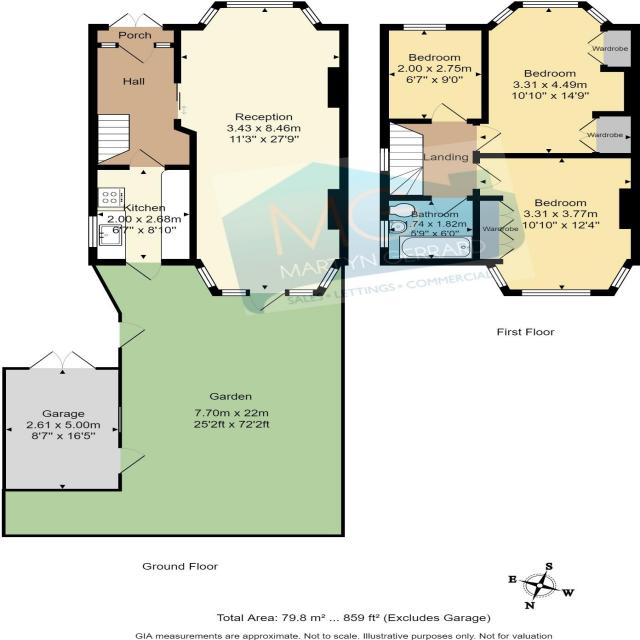 Porch
Hall
Reception
3.43 x 8.46m
11'3" x 27'9"
Kitchen
2.00 x 2.68m
6'7" x 8'10"
Garden
7.70m x 22m
25'2ft x 72'2ft
Garage
2.61 x 5.00m
8'7" x 16'5"
Ground Floor
Bedroom
2.00 x 2.75m
6'7" x 9'0"
Bedroom
3.31 x 4.49m
10'10" x 14'9"
Wardrobe
Wardrobe
Landing
Bathroom
1.74 x 1.82m
5'9" x 6'0"
Wardrobe
Bedroom
3.31 x 3.77m
10'10" x 12'4"
First Floor
MG
MARTYN GERRARD
SALES • LETTINGS • COMMERCIAL
S
E
W
N
Total Area: 79.8 m² ... 859 ft² (Excludes Garage)
GIA measurements are approximate. Not to scale. Illustrative purposes only. Not for valuation